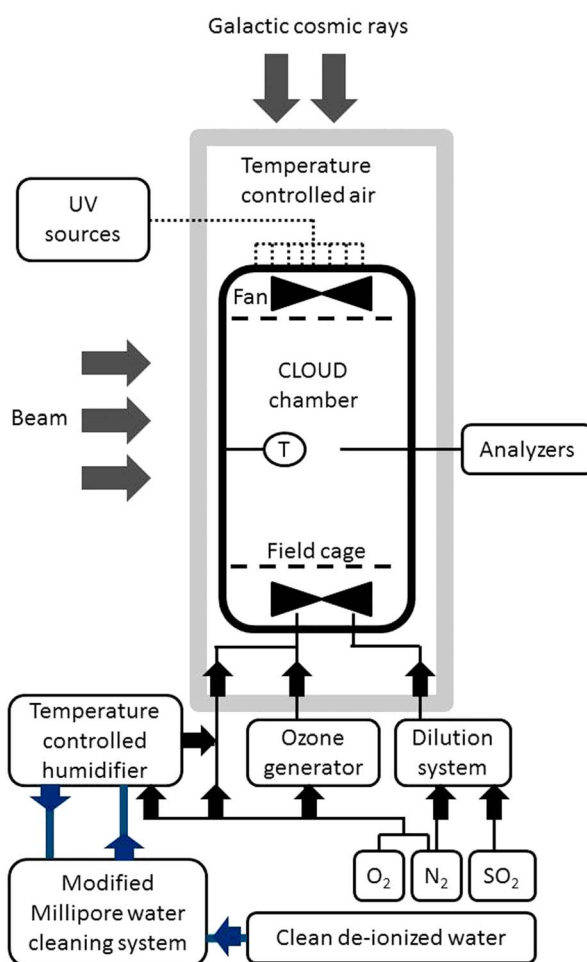 Galactic cosmic rays
Temperature
controlled air
UV
sources
Fan
CLOUD
chamber
Beam
T
Analyzers
Field cage
Temperature
controlled
humidifier
Ozone
generator
Dilution
system
O₂
N₂
SO₂
Modified
Millipore water
cleaning system
Clean de-ionized water